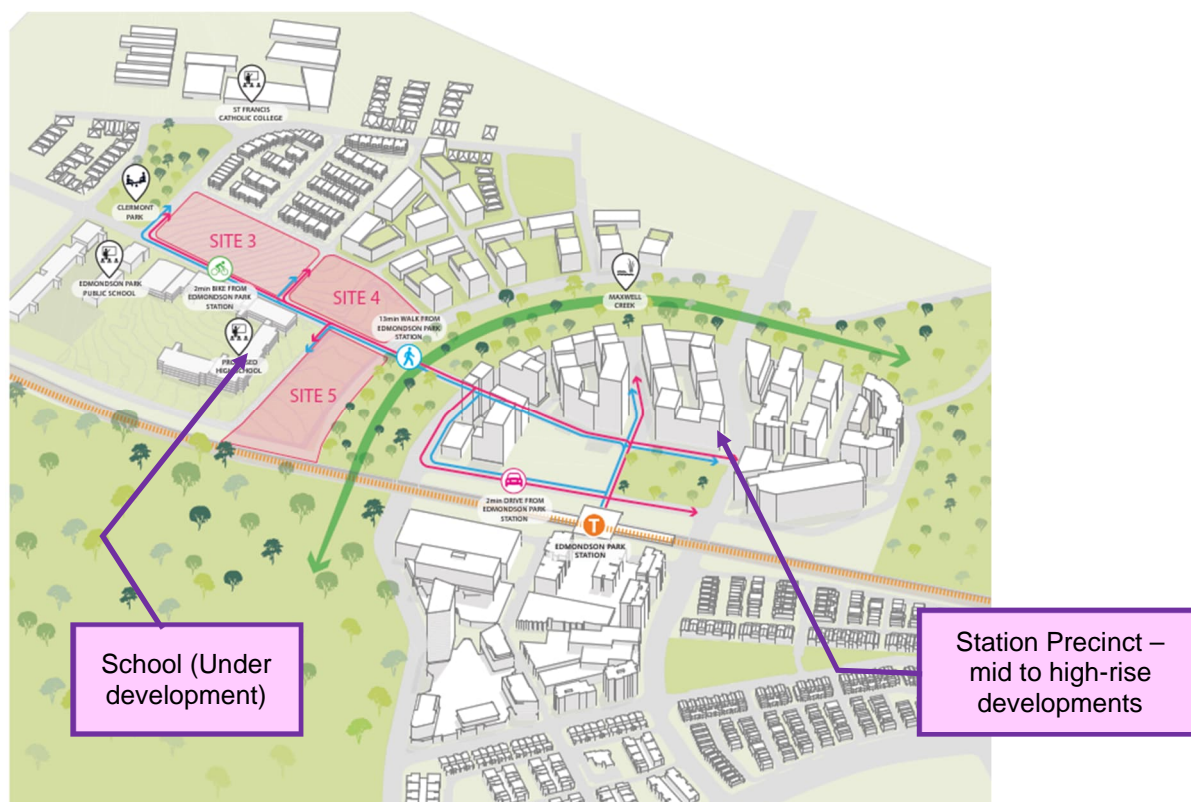 ST FRANCIS
CATHOLIC COLLEGE
CLERMONT
PARK
SITE 3
EDMONDSON PARK
PUBLIC SCHOOL
2min BIKE FROM
EDMONDSON PARK
STATION
SITE 4
MAXWELL
CREEK
13min WALK FROM
EDMONDSON PARK
STATION
PROPOSED
HIGH SCHOOL
SITE 5
2min DRIVE FROM
EDMONDSON PARK
STATION
T
EDMONDSON PARK
STATION
School (Under
development)
Station Precinct –
mid to high-rise
developments